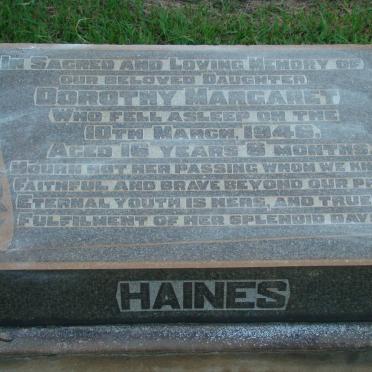 IN SACRED AND LOVING MEMORY OF
OUR BELOVED DAUGHTER
DOROTHY MARGARET
WHO FELL ASLEEP ON THE
10TH MARCH, 1946,
AGED 16 YEARS 8 MONTHS
MOURN NOT HER PASSING WHOM WE
FAITHFUL AND BRAVE BEYOND OUR
ETERNAL YOUTH IS HERS, AND TRUE
FULFILMENT OF HER SPLENDID
HAINES